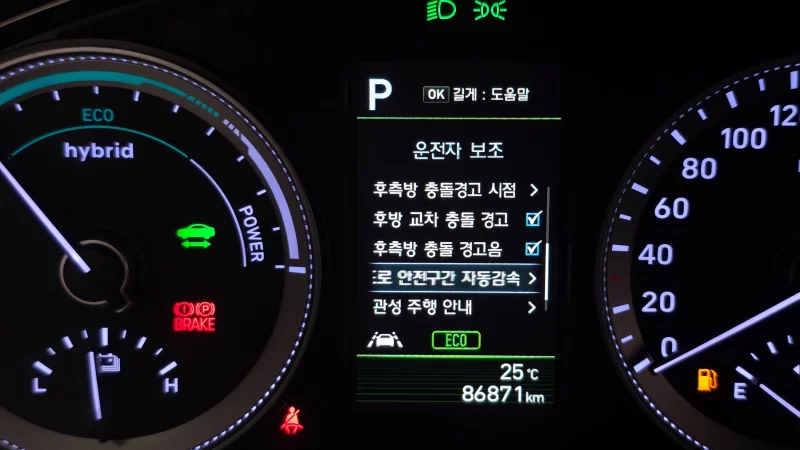 P
OK 길게 : 도움말
운전자 보조
후측방 충돌경고 시점
후방 교차 충돌 경고
후측방 충돌 경고음
로 안전구간 자동감속
관성 주행 안내
ECO
25℃
86871km
ECO
hybrid
POWER
BRAKE
L
H
120
100
80
60
40
20
0
E